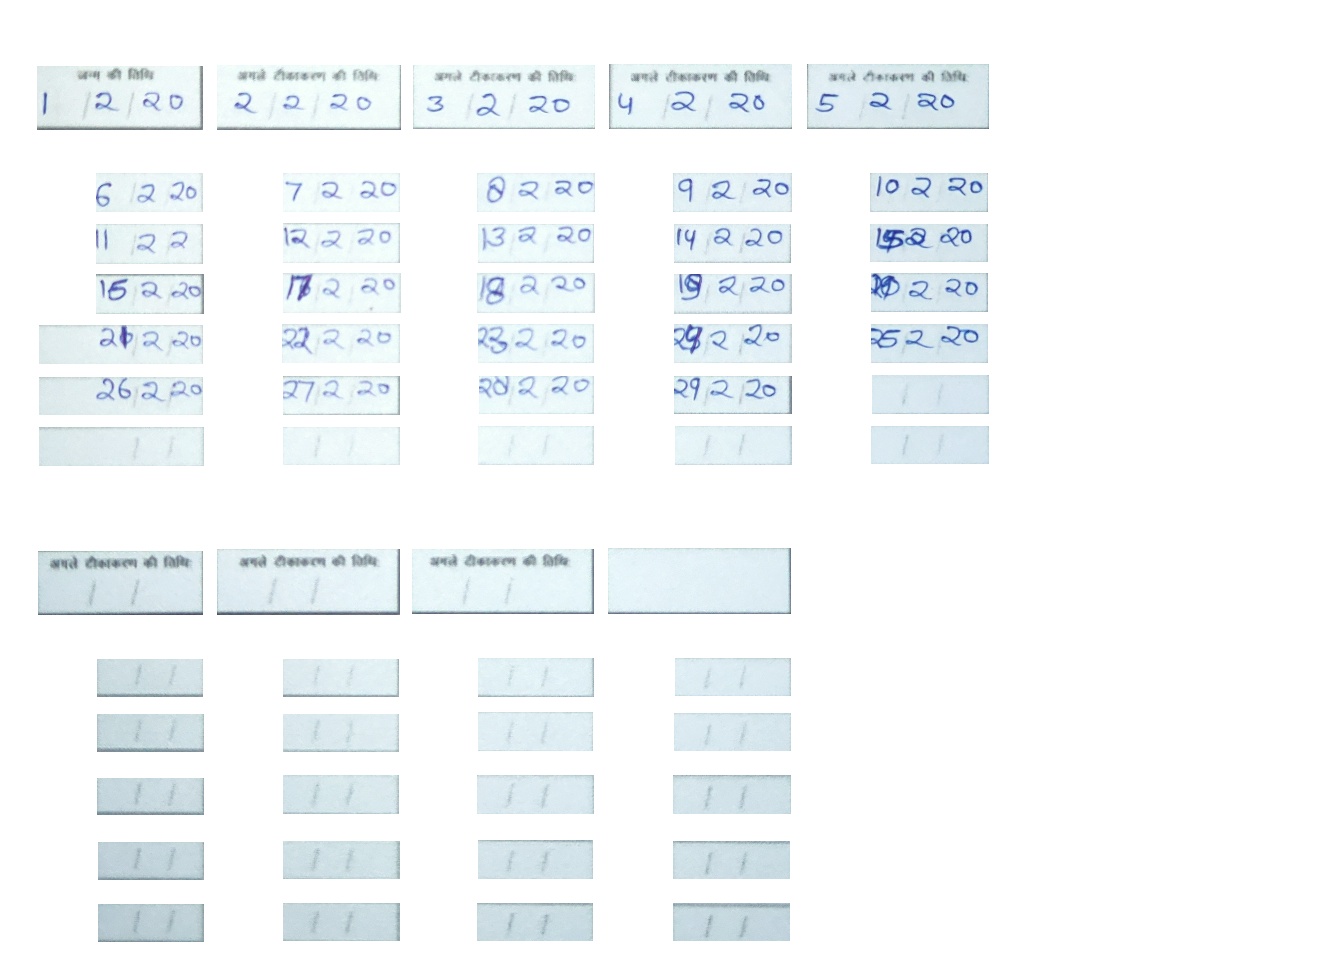 जन्म की तिथि अगले टीकाकरण की तिथि: अगले टीकाकरण की तिथि: अगले टीकाकरण की तिथि: अगले टीकाकरण की तिथि:
1 / 2 / 20 2 / 2 / 20 3 / 2 / 20 4 / 2 / 20 5 / 2 / 20
6 / 2 / 20 7 / 2 / 20 8 / 2 / 20 9 / 2 / 20 10 / 2 / 20
11 / 2 / 2 12 / 2 / 20 13 / 2 / 20 14 / 2 / 20 2 / 20
15 / 2 / 20 17 / 2 / 20 18 / 2 / 20 19 / 2 / 20 2 / 20
21 / 2 / 20 22 / 2 / 20 23 / 2 / 20 2 / 20 25 / 2 / 20
26 / 2 / 20 27 / 2 / 20 28 / 2 / 20 29 / 2 / 20 / /
/ / / / / / / / / /
अगले टीकाकरण की तिथि: अगले टीकाकरण की तिथि: अगले टीकाकरण की तिथि:
/ / / / / /
/ / / / / / / /
/ / / / / / / /
/ / / / / / / /
/ / / / / / / /
/ / / / / / / /